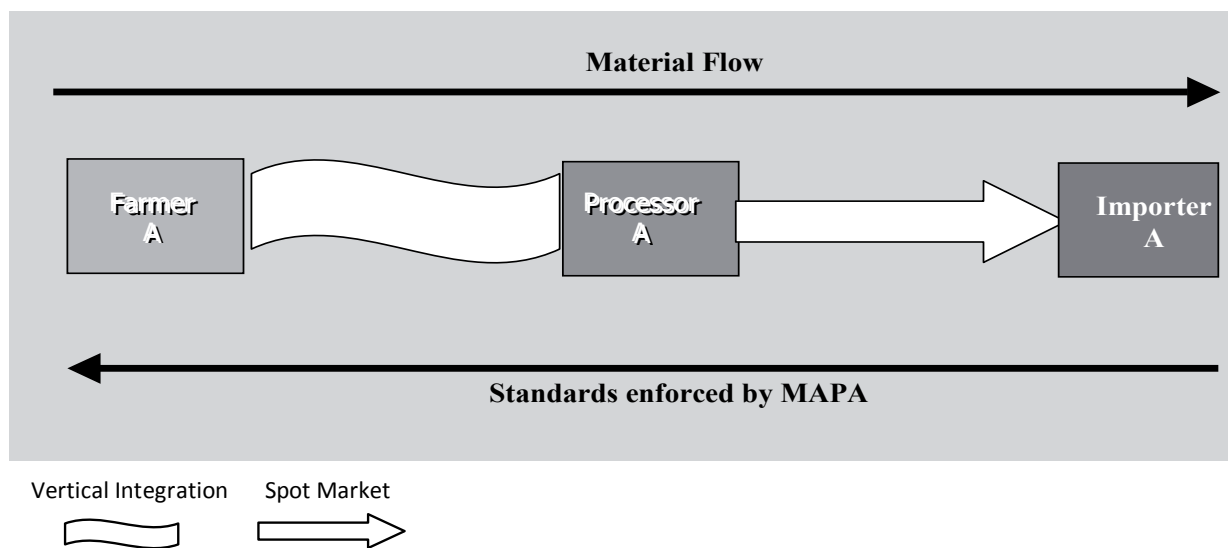 Material Flow
Farmer
A
Processor
A
Importer
A
Standards enforced by MAPA
Vertical Integration
Spot Market